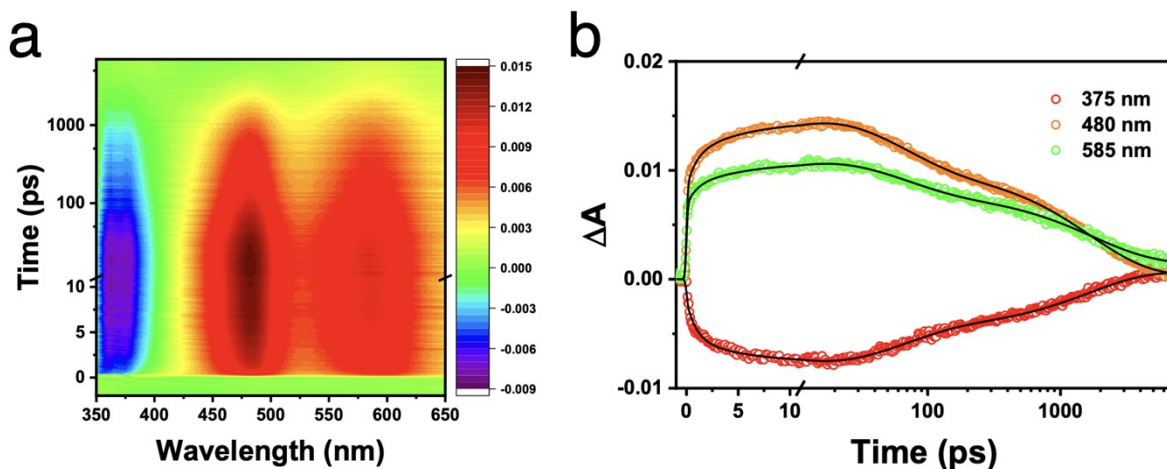 a
Time (ps)
1000
100
10
5
0
350 400 450 500 550 600 650
Wavelength (nm)
0.015
0.012
0.009
0.006
0.003
0.000
-0.003
-0.006
-0.009
b
ΔA
0.02
0.01
0.00
-0.01
375 nm
480 nm
585 nm
0 5 10 100 1000
Time (ps)